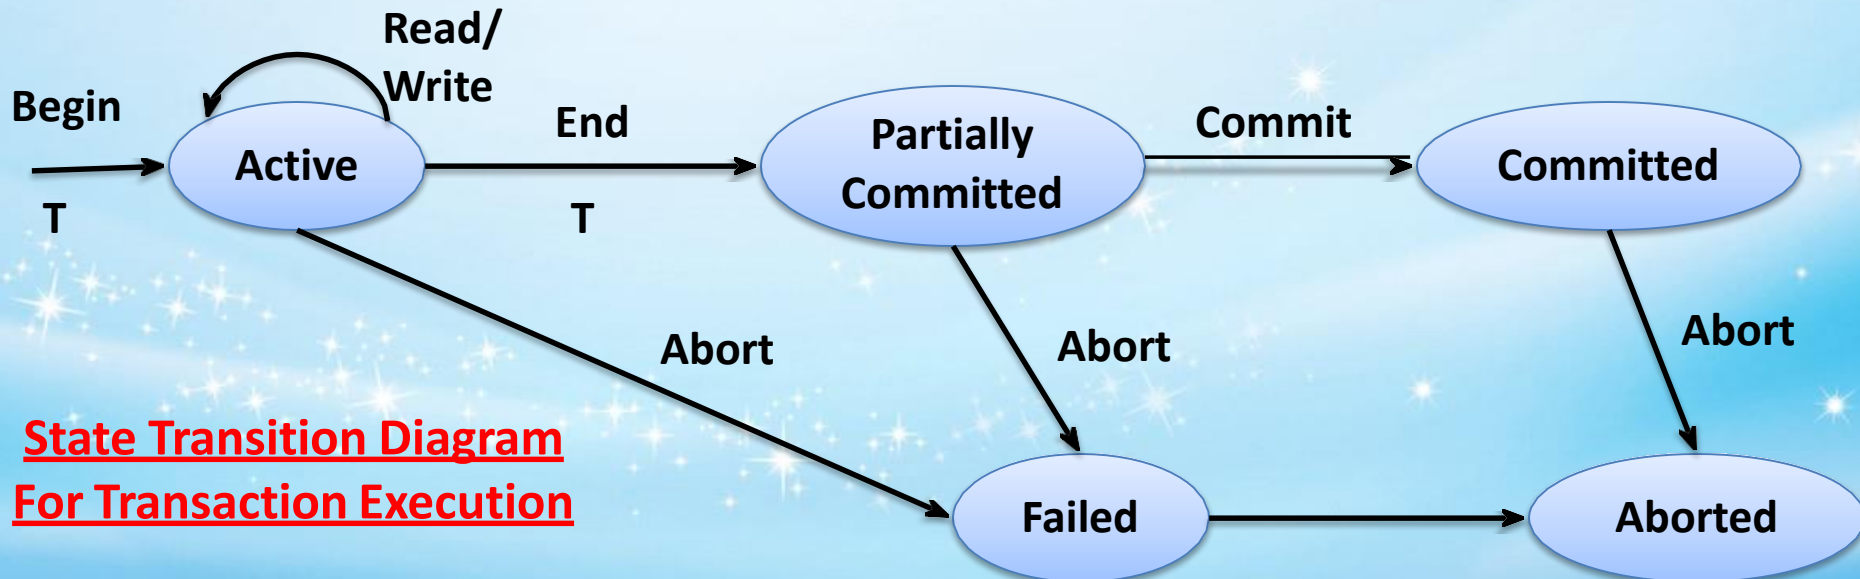 Read/
Write
Begin
T
Active
End
T
Partially
Committed
Commit
Committed
Abort
Abort
Abort
State Transition Diagram
For Transaction Execution
Failed
Aborted